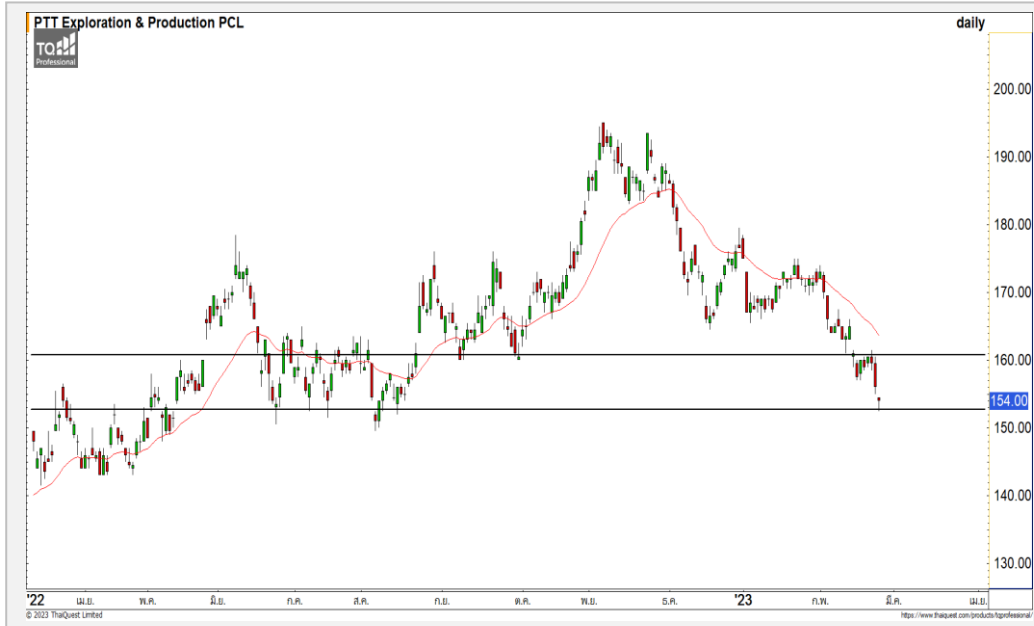 PTT Exploration & Production PCL daily
TQ
Professional
200.00
190.00
180.00
170.00
160.00
154.00
150.00
140.00
130.00
'22 เม.ย. พ.ค. มิ.ย. ก.ค. ส.ค. ก.ย. ต.ค. พ.ย. ธ.ค. '23 ก.พ. มี.ค. เม.ย.
© 2023 ThaiQuest Limited https://www.thaiquest.com/products/tqprofessional/